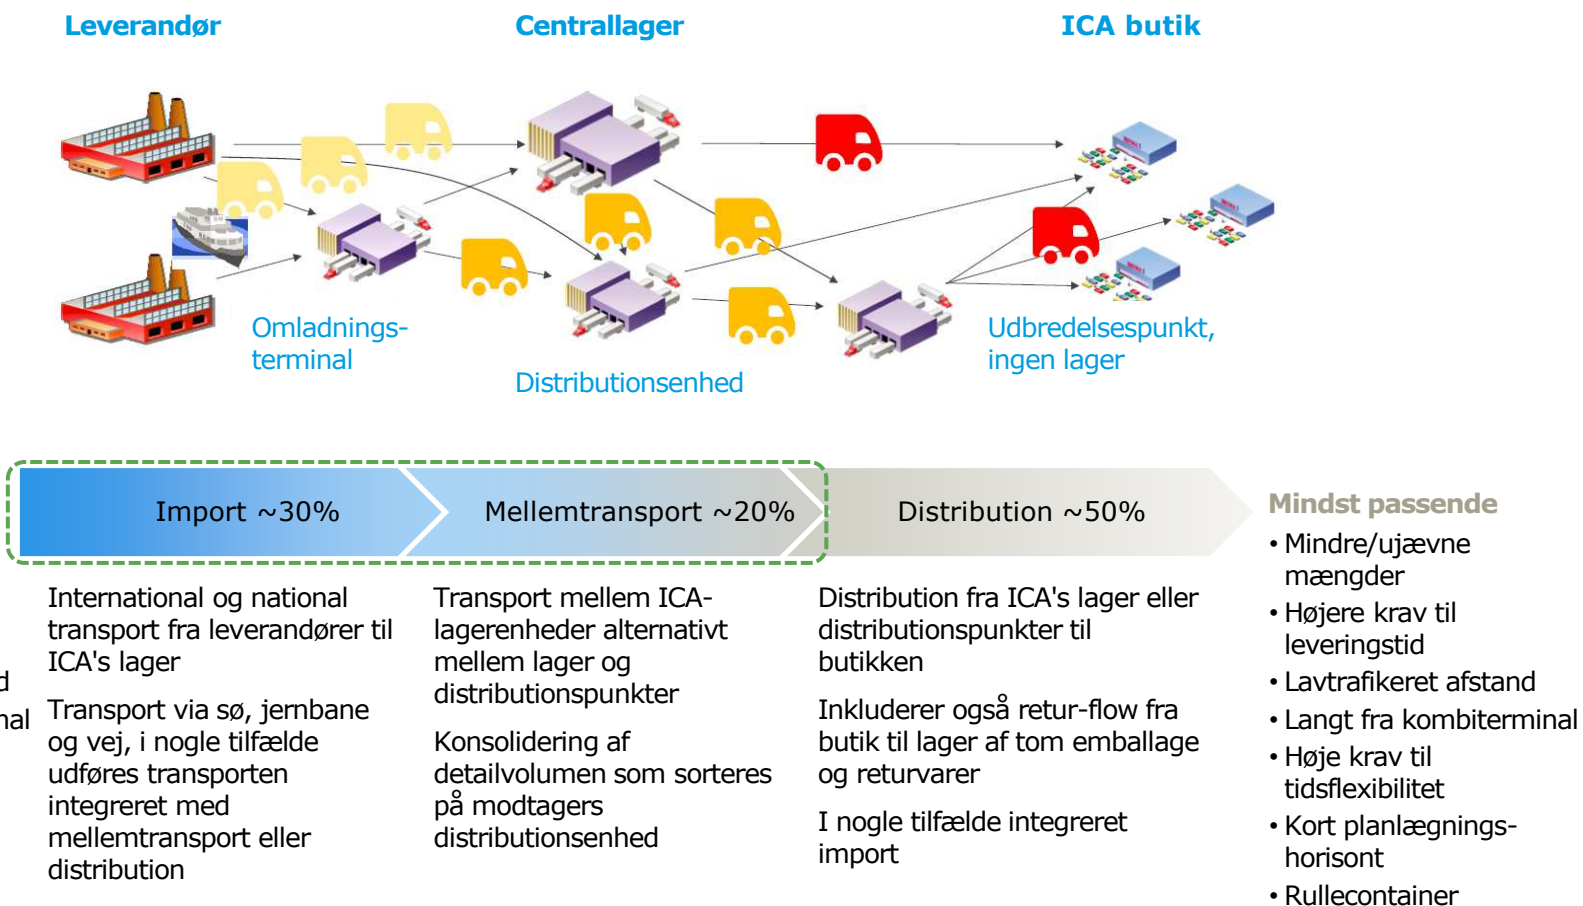 Leverandør
Centrallager
ICA butik
Omladnings-
terminal
Distributionsenhed
Udbredelsespunkt,
ingen lager
Import ~30%
Mellemtransport ~20%
Distribution ~50%
International og national
transport fra leverandører til
ICA's lager
Transport via sø, jernbane
og vej, i nogle tilfælde
udføres transporten
integreret med
mellemtransport eller
distribution
Transport mellem ICA-
lagerenheder alternativt
mellem lager og
distributionspunkter
Konsolidering af
detailvolumen som sorteres
på modtagers
distributionsenhed
Distribution fra ICA's lager eller
distributionspunkter til
butikken
Inkluderer også retur-flow fra
butik til lager af tom emballage
og returvarer
I nogle tilfælde integreret
import
Mindst passende
• Mindre/ujævne
mængder
• Højere krav til
leveringstid
• Lavtrafikeret afstand
• Langt fra kombiterminal
• Høje krav til
tidsflexibilitet
• Kort planlægnings-
horisont
• Rullecontainer